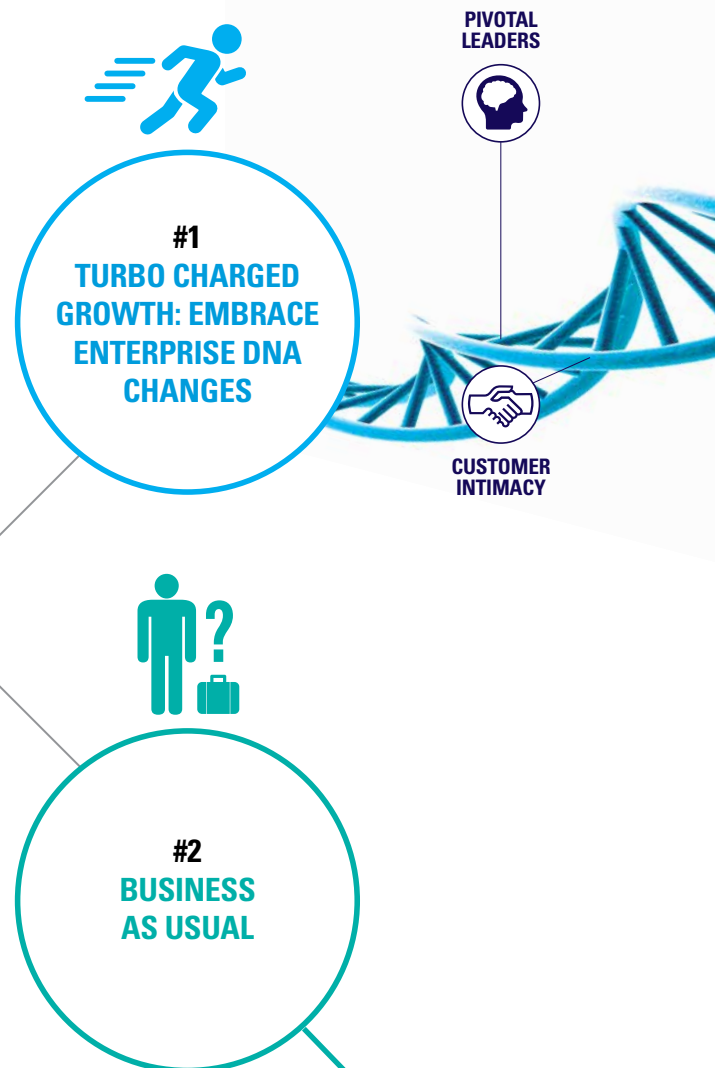 PIVOTAL
LEADERS
#1
TURBO CHARGED
GROWTH: EMBRACE
ENTERPRISE DNA
CHANGES
CUSTOMER
INTIMACY
?
#2
BUSINESS
AS USUAL